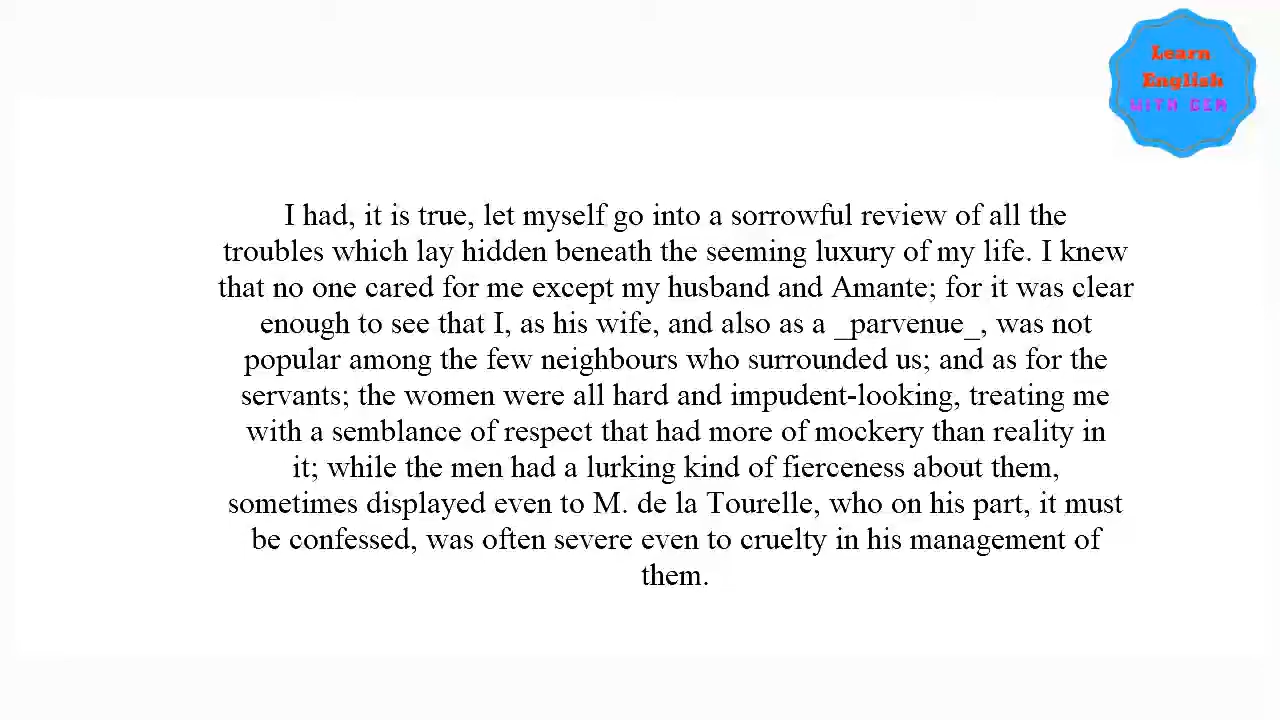 Learn
English
WITH GEM
I had, it is true, let myself go into a sorrowful review of all the
troubles which lay hidden beneath the seeming luxury of my life. I knew
that no one cared for me except my husband and Amante; for it was clear
enough to see that I, as his wife, and also as a _parvenue_, was not
popular among the few neighbours who surrounded us; and as for the
servants; the women were all hard and impudent-looking, treating me
with a semblance of respect that had more of mockery than reality in
it; while the men had a lurking kind of fierceness about them,
sometimes displayed even to M. de la Tourelle, who on his part, it must
be confessed, was often severe even to cruelty in his management of
them.